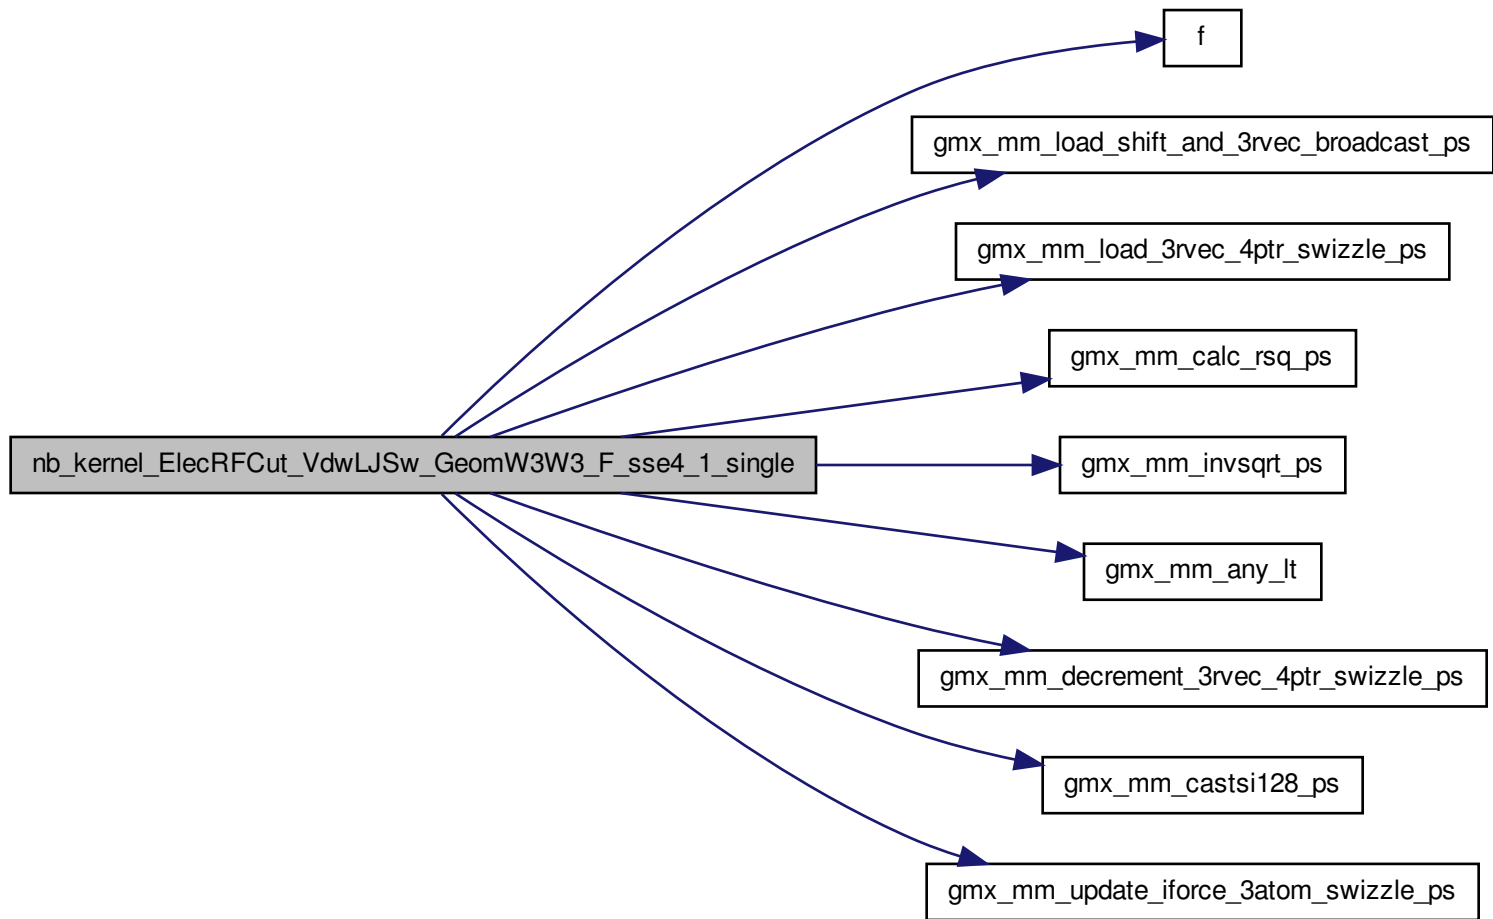 f
gmx_mm_load_shift_and_3rvec_broadcast_ps
gmx_mm_load_3rvec_4ptr_swizzle_ps
gmx_mm_calc_rsq_ps
nb_kernel_ElecRFCut_VdwLJSw_GeomW3W3_F_sse4_1_single
gmx_mm_invsqrt_ps
gmx_mm_any_lt
gmx_mm_decrement_3rvec_4ptr_swizzle_ps
gmx_mm_castsi128_ps
gmx_mm_update_iforce_3atom_swizzle_ps